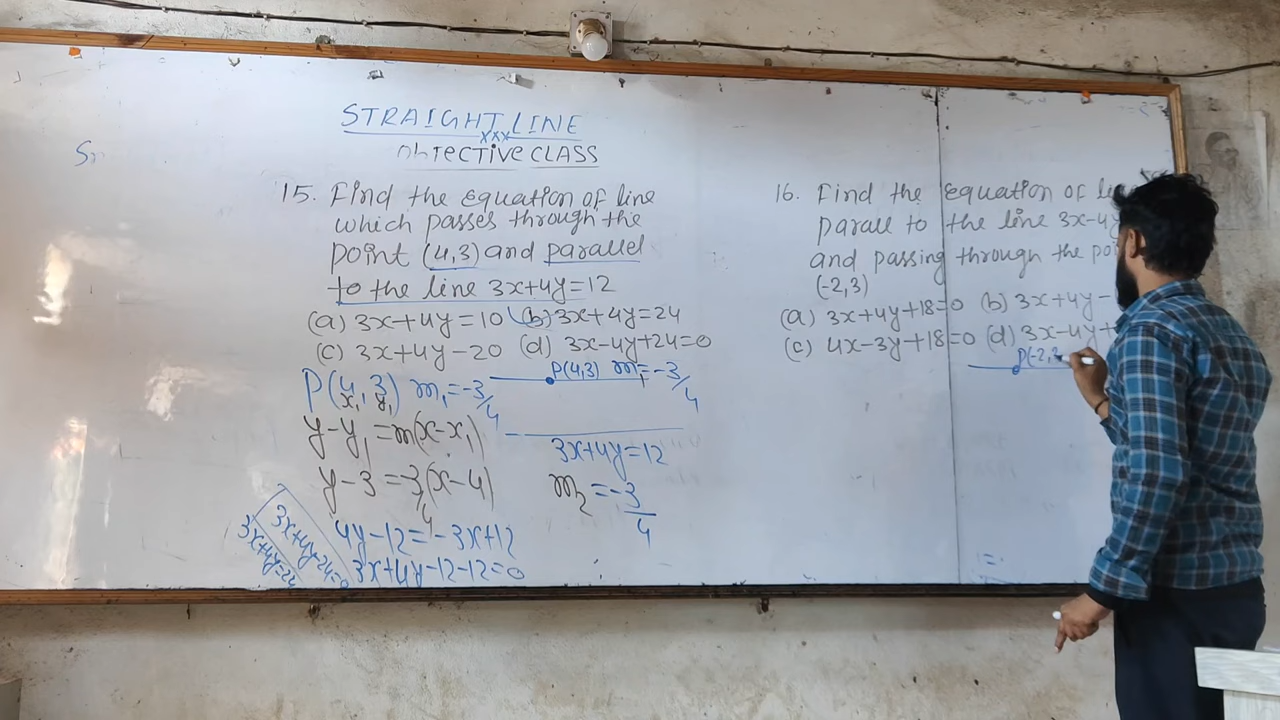 STRAIGHT LINE
xxx
OBJECTIVE CLASS
15. Find the equation of line
which passes through the
point (4,3) and parallel
to the line 3x+4y=12
(a) 3x+4y=10 (b) 3x+4y=24
(c) 3x+4y-20 (d) 3x-4y+24=0
P(4, 3) m₁=-3/4
x₁ y₁
P(4,3) m₁=-3/4
y-y₁=m(x-x₁)
3x+4y=12
y-3=-3/4(x-4)
m₂=-3/4
4y-12=-3x+12
3x+4y-12-12=0
3x+4y-24=0
3x+4y=24
16. Find the equation of
parall to the line 3x-4y
and passing through the
(-2,3)
(a) 3x+4y+18=0 (b) 3x+4y-
(c) 4x-3y+18=0 (d) 3x-4y+
P(-2,3